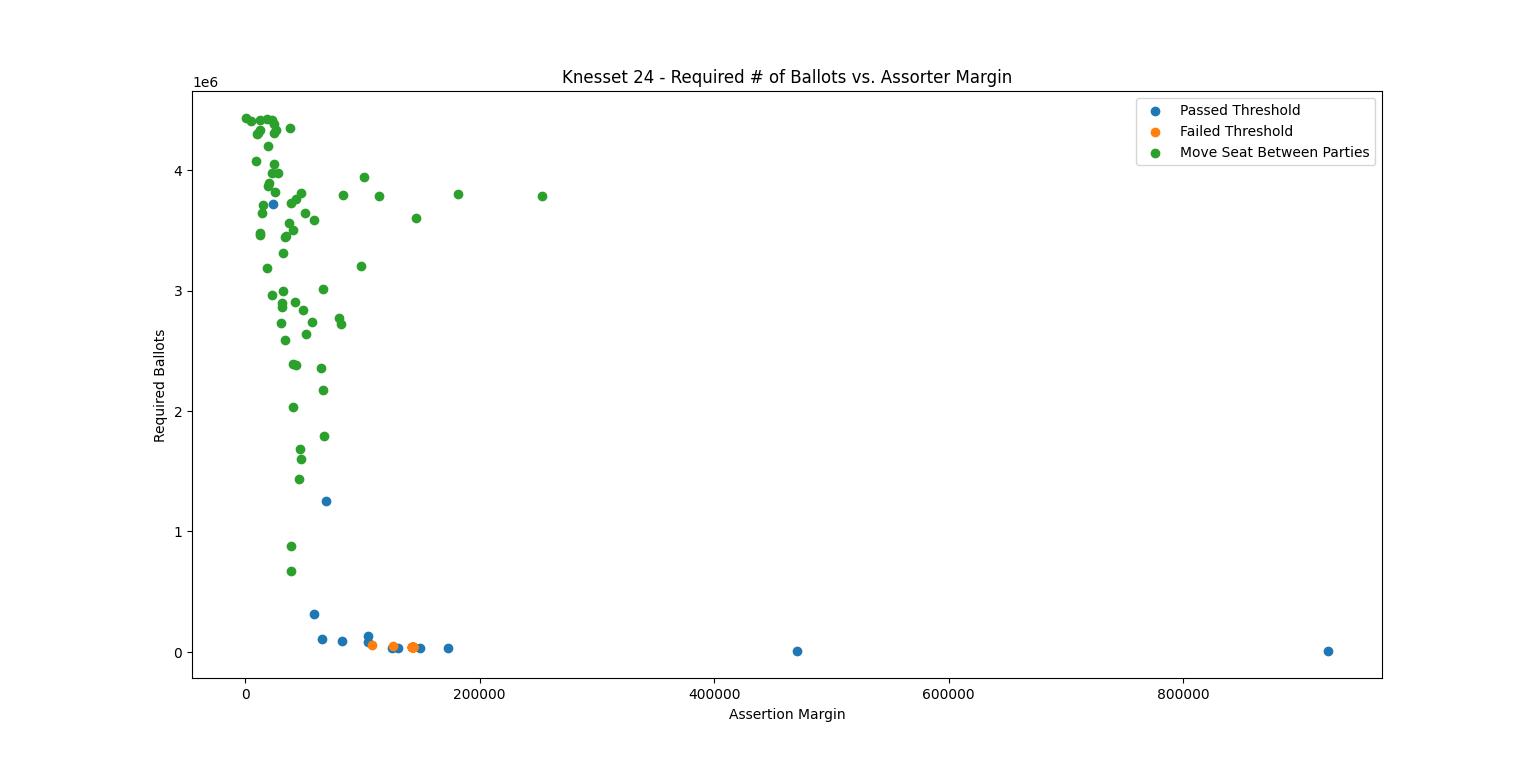 Knesset 24 - Required # of Ballots vs. Assorter Margin
1e6
Passed Threshold
Failed Threshold
Move Seat Between Parties
4
3
2
1
0
Required Ballots
0
200000
400000
600000
800000
Assertion Margin